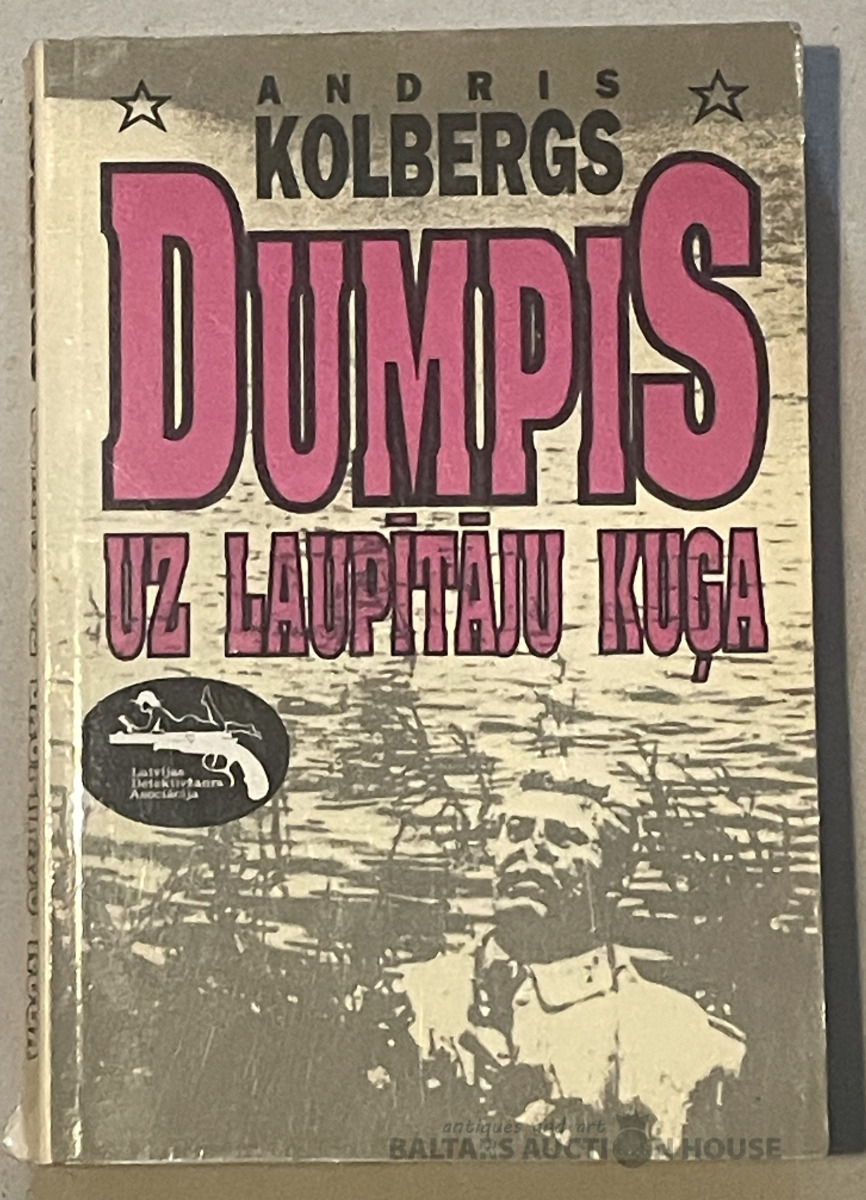 ANDRIS
KOLBERGS
DUMPIS
UZ LAUPĪTĀJU KUĢA
Latvijas
Detektīvžanra
Asociācija
antiques and art
BALTARS AUCTION HOUSE